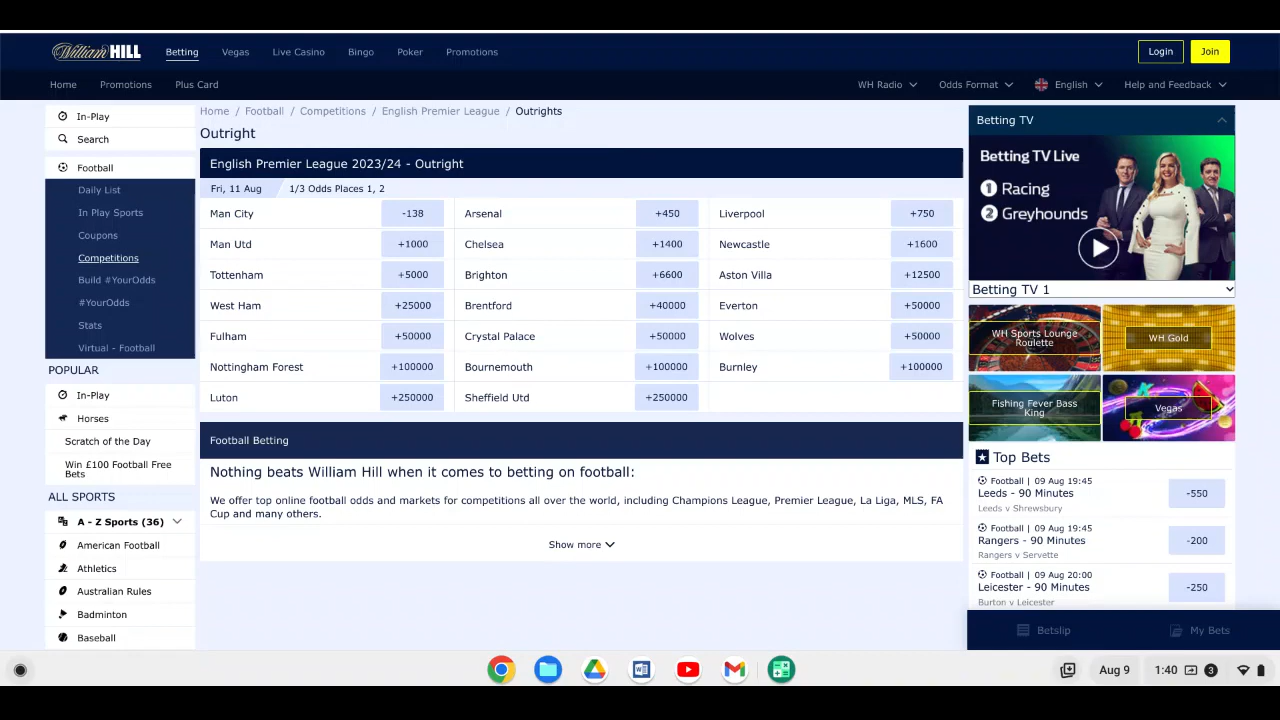 William HILL
Betting
Vegas
Live Casino
Bingo
Poker
Promotions
Login
Join
Home
Promotions
Plus Card
WH Radio
Odds Format
English
Help and Feedback
In-Play
Search
Football
Daily List
In Play Sports
Coupons
Competitions
Build #YourOdds
#YourOdds
Stats
Virtual - Football
POPULAR
In-Play
Horses
Scratch of the Day
Win £100 Football Free
Bets
ALL SPORTS
A - Z Sports (36)
American Football
Athletics
Australian Rules
Badminton
Baseball
Home / Football / Competitions / English Premier League / Outrights
Outright
English Premier League 2023/24 - Outright
Fri, 11 Aug 1/3 Odds Places 1, 2
Man City -138 Arsenal +450 Liverpool +750
Man Utd +1000 Chelsea +1400 Newcastle +1600
Tottenham +5000 Brighton +6600 Aston Villa +12500
West Ham +25000 Brentford +40000 Everton +50000
Fulham +50000 Crystal Palace +50000 Wolves +50000
Nottingham Forest +100000 Bournemouth +100000 Burnley +100000
Luton +250000 Sheffield Utd +250000
Football Betting
Nothing beats William Hill when it comes to betting on football:
We offer top online football odds and markets for competitions all over the world, including Champions League, Premier League, La Liga, MLS, FA
Cup and many others.
Show more
Betting TV
Betting TV Live
1 Racing
2 Greyhounds
Betting TV 1
WH Sports Lounge
Roulette
WH Gold
Fishing Fever Bass
King
Vegas
Top Bets
Football | 09 Aug 19:45
Leeds - 90 Minutes -550
Leeds v Shrewsbury
Football | 09 Aug 19:45
Rangers - 90 Minutes -200
Rangers v Servette
Football | 09 Aug 20:00
Leicester - 90 Minutes -250
Burton v Leicester
Betslip
My Bets
Aug 9
1:40
3